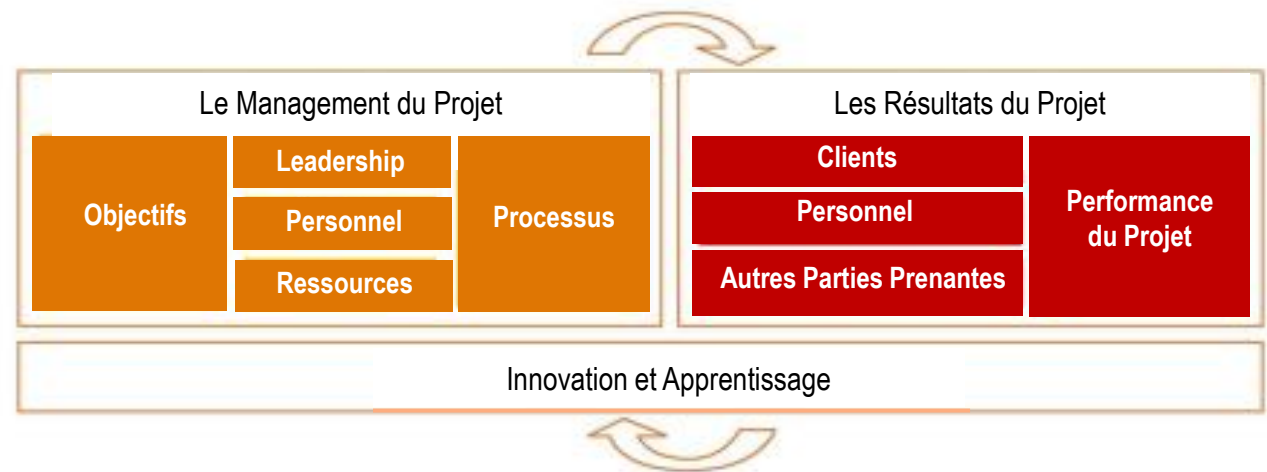 Le Management du Projet
Objectifs
Leadership
Personnel
Ressources
Processus
Les Résultats du Projet
Clients
Personnel
Autres Parties Prenantes
Performance
du Projet
Innovation et Apprentissage